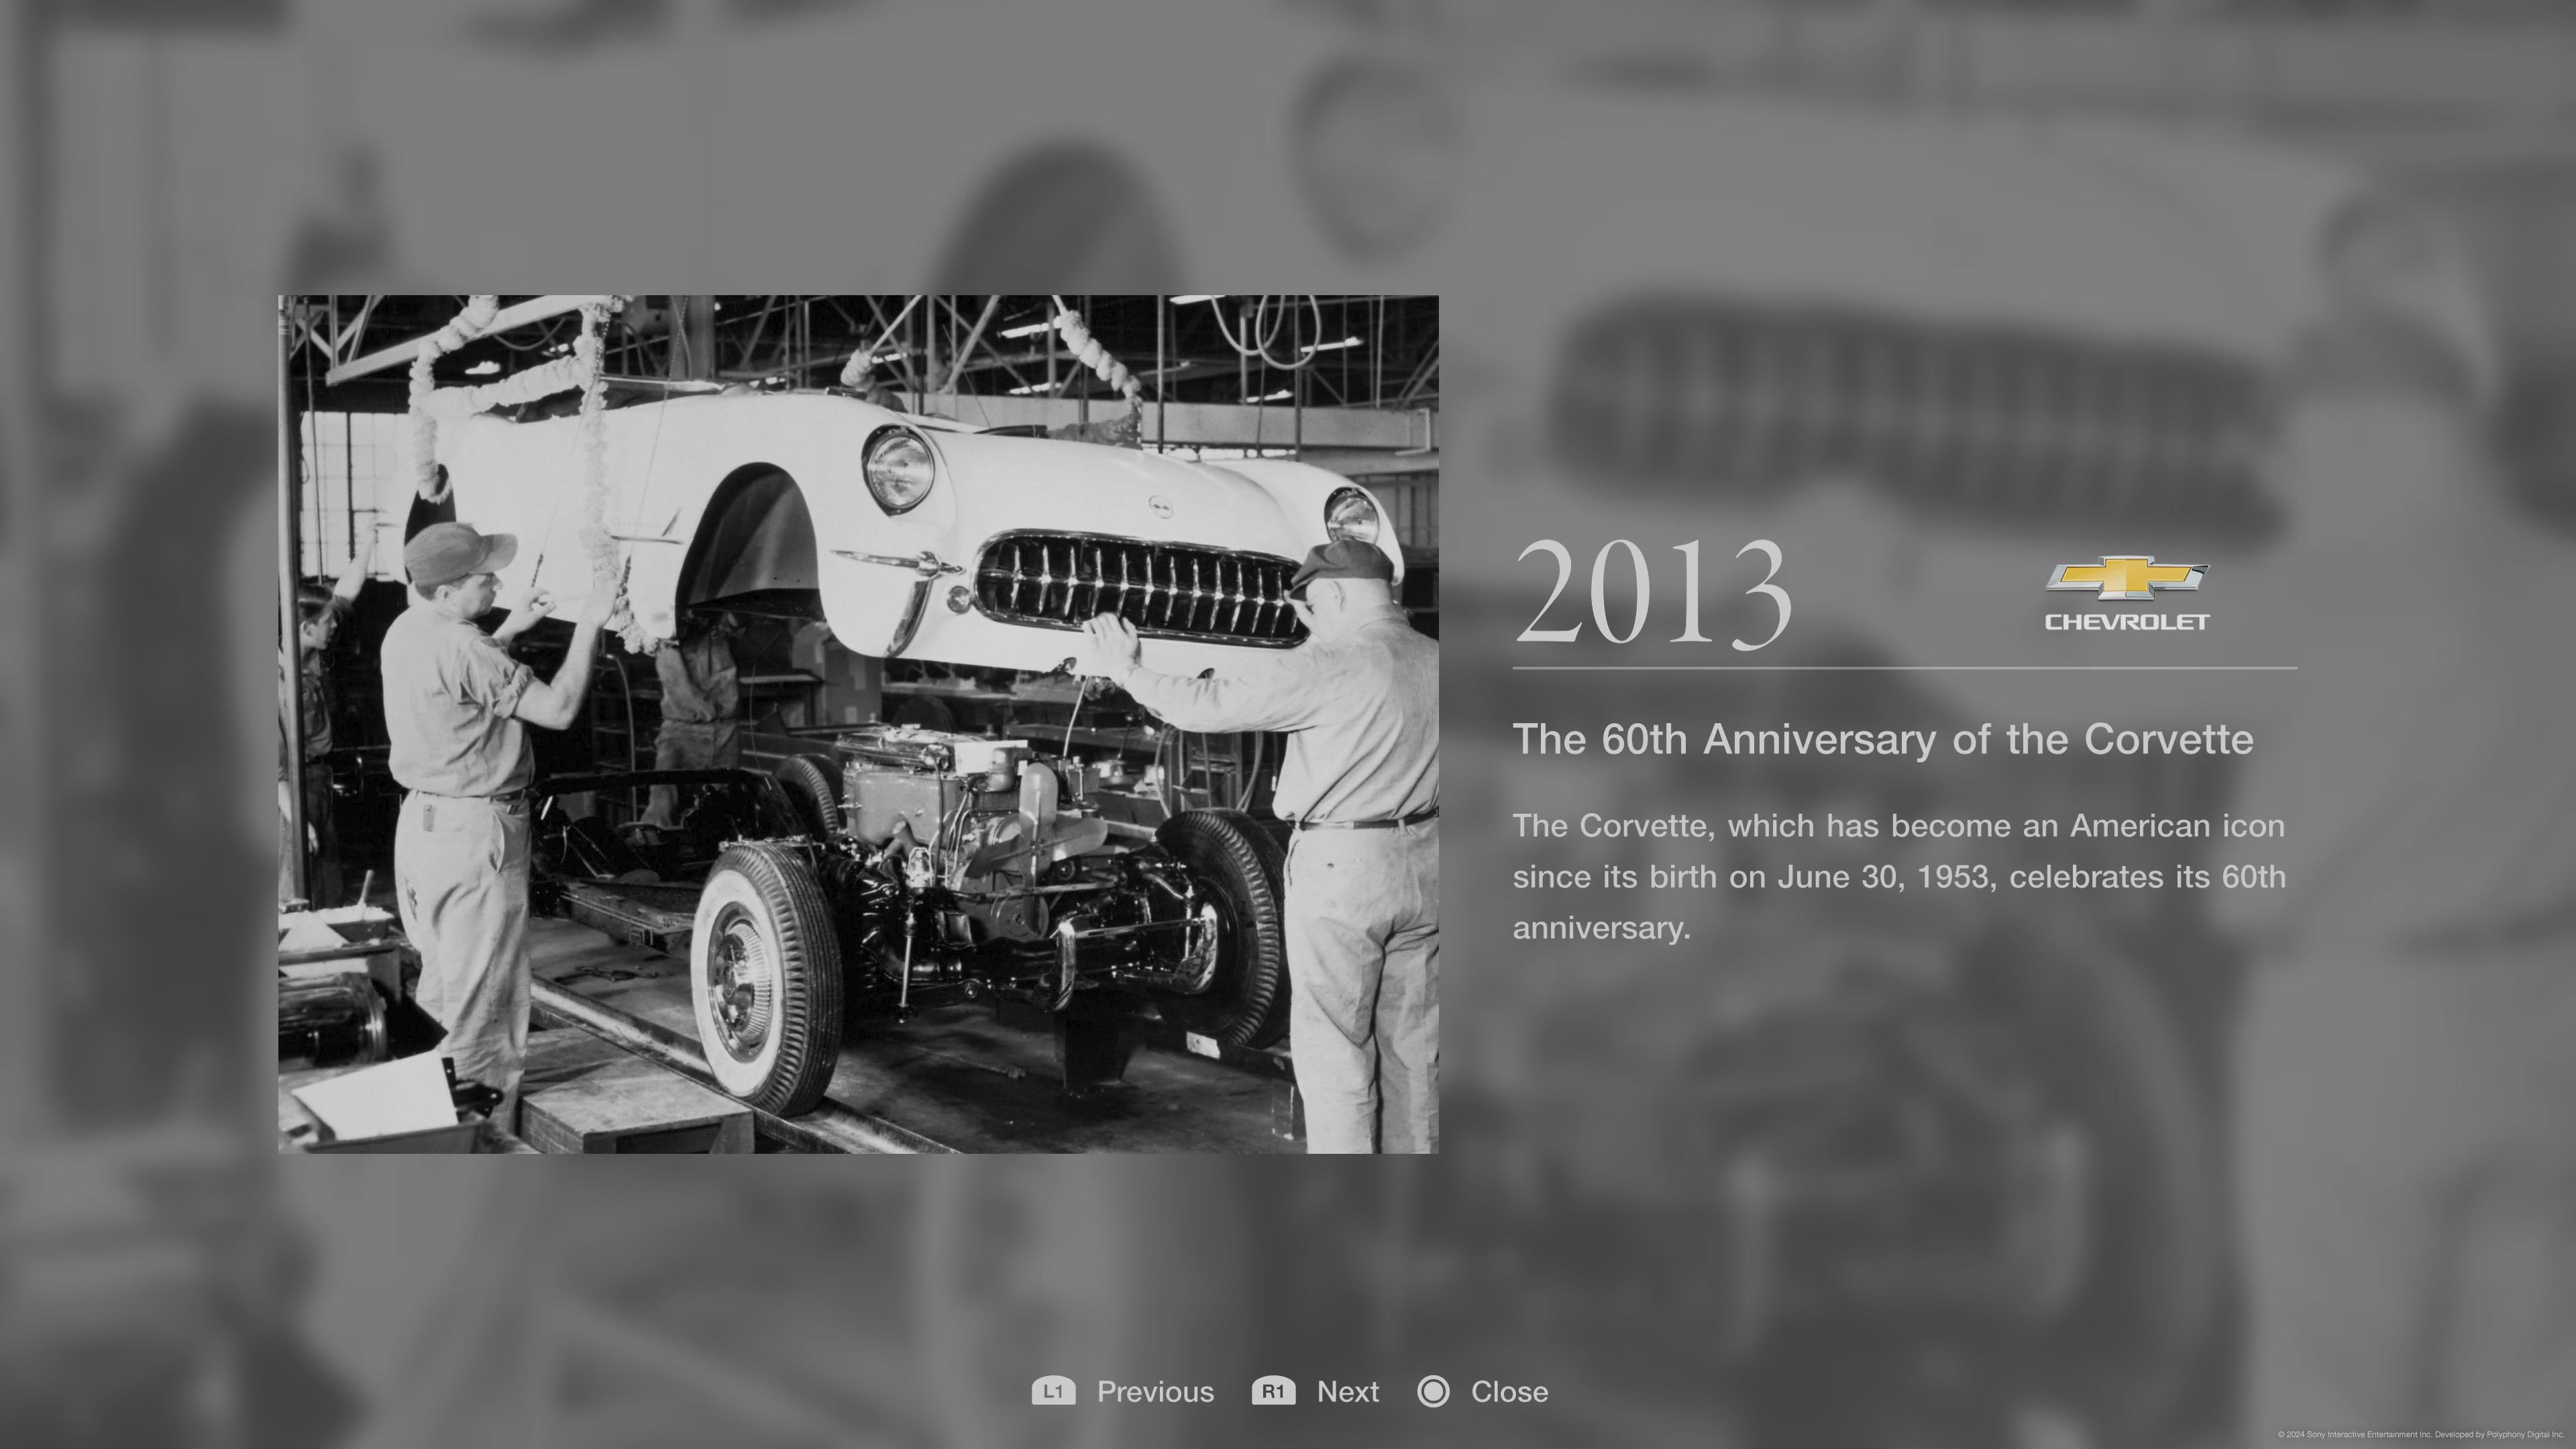 2013
CHEVROLET
The 60th Anniversary of the Corvette
The Corvette, which has become an American icon
since its birth on June 30, 1953, celebrates its 60th
anniversary.
L1 Previous R1 Next Close
© 2024 Sony Interactive Entertainment Inc. Developed by Polyphony Digital Inc.